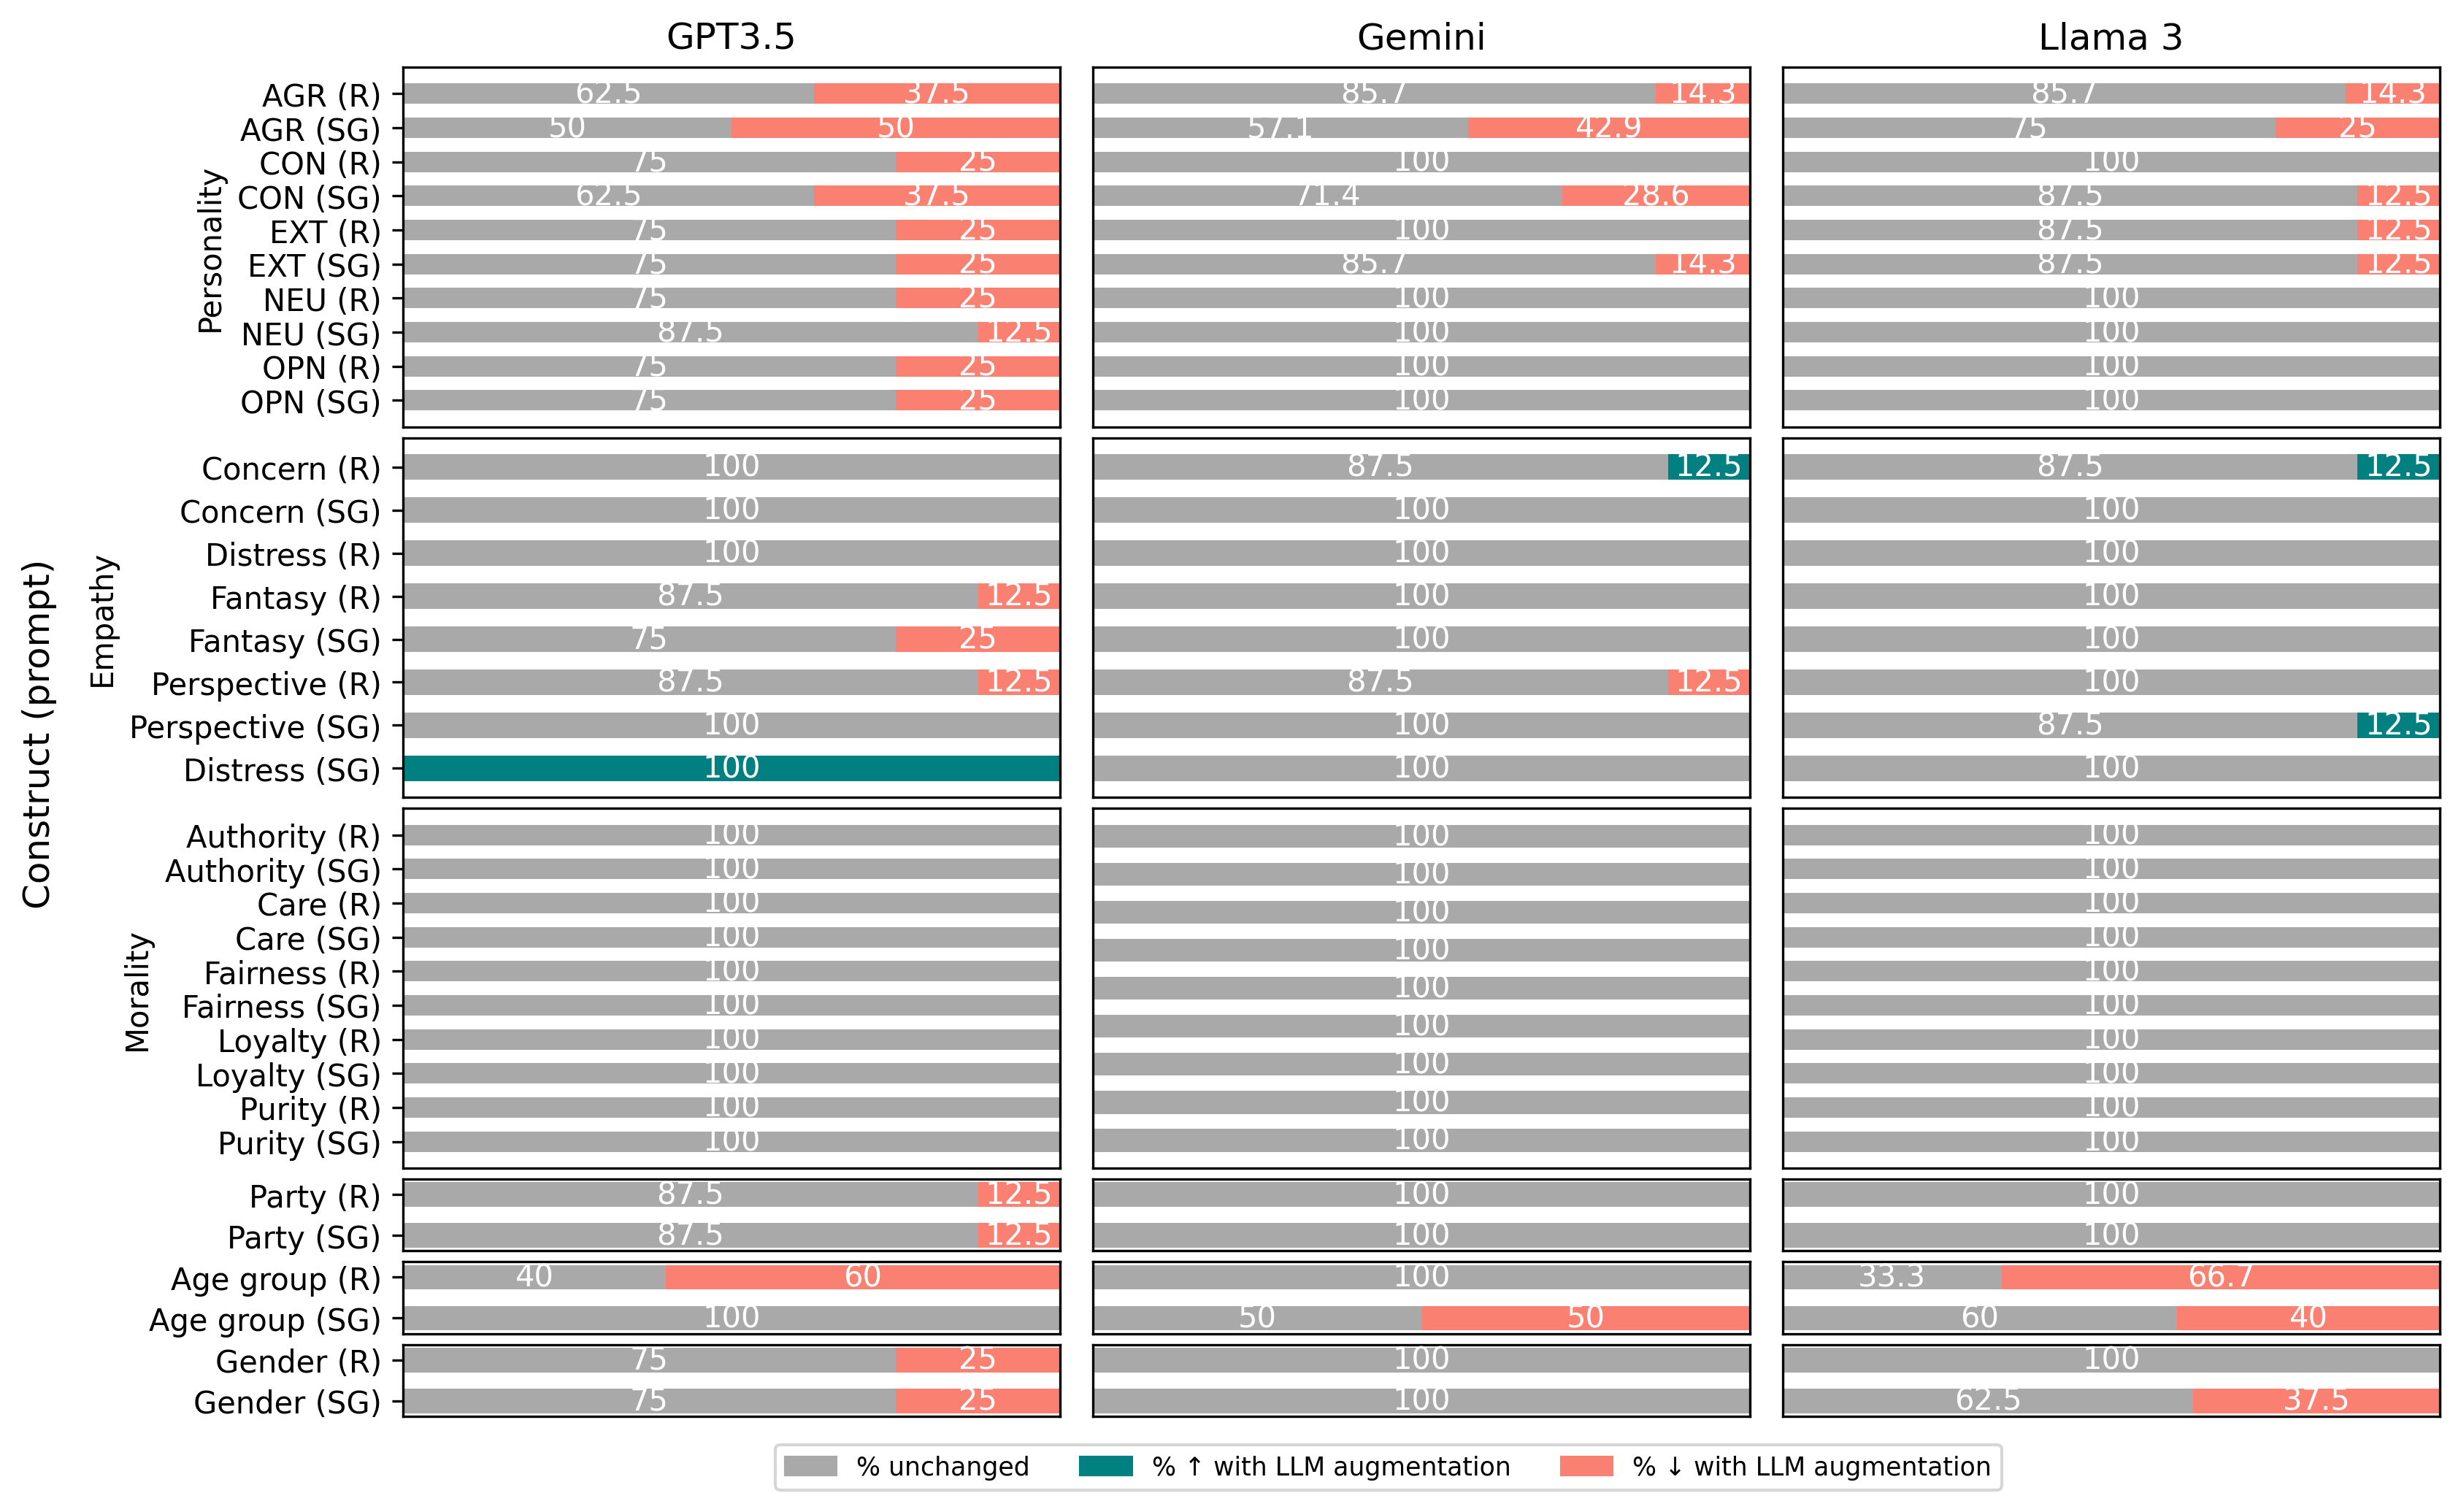 GPT3.5 Gemini Llama 3
Construct (prompt)
Personality
AGR (R) 62.5 37.5 85.7 14.3 85.7 14.3
AGR (SG) 50 50 57.1 42.9 75 25
CON (R) 75 25 100 100
CON (SG) 62.5 37.5 71.4 28.6 87.5 12.5
EXT (R) 75 25 100 87.5 12.5
EXT (SG) 75 25 85.7 14.3 87.5 12.5
NEU (R) 75 25 100 100
NEU (SG) 87.5 12.5 100 100
OPN (R) 75 25 100 100
OPN (SG) 75 25 100 100
Empathy
Concern (R) 100 87.5 12.5 87.5 12.5
Concern (SG) 100 100 100
Distress (R) 100 100 100
Fantasy (R) 87.5 12.5 100 100
Fantasy (SG) 75 25 100 100
Perspective (R) 87.5 12.5 87.5 12.5 100
Perspective (SG) 100 100 87.5 12.5
Distress (SG) 100 100 100
Morality
Authority (R) 100 100 100
Authority (SG) 100 100 100
Care (R) 100 100 100
Care (SG) 100 100 100
Fairness (R) 100 100 100
Fairness (SG) 100 100 100
Loyalty (R) 100 100 100
Loyalty (SG) 100 100 100
Purity (R) 100 100 100
Purity (SG) 100 100
Party (R) 87.5 12.5 100 100
Party (SG) 87.5 12.5 100 100
Age group (R) 40 60 100 33.3 66.7
Age group (SG) 100 50 50 60 40
Gender (R) 75 25 100 100
Gender (SG) 75 25 100 62.5 37.5
% unchanged % ↑ with LLM augmentation % ↓ with LLM augmentation